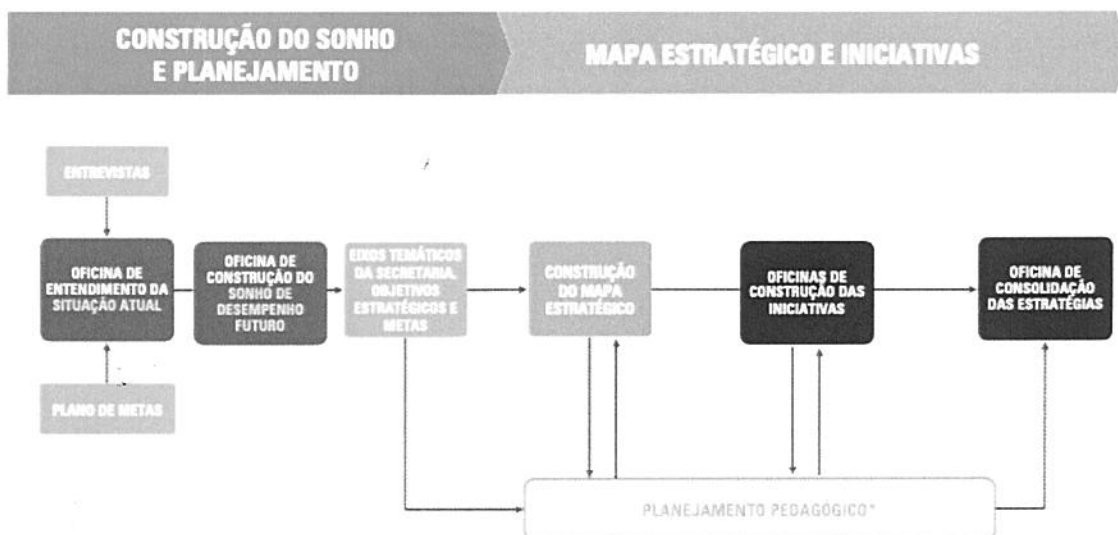 CONSTRUÇÃO DO SONHO
E PLANEJAMENTO
MAPA ESTRATÉGICO E INICIATIVAS
ENTREVISTAS
OFICINA DE
ENTENDIMENTO DA
SITUAÇÃO ATUAL
OFICINA DE
CONSTRUÇÃO DO
SONHO DE
DESEMPENHO
FUTURO
EIXOS TEMÁTICOS
DA SECRETARIA,
OBJETIVOS
ESTRATÉGICOS E
METAS
CONSTRUÇÃO
DO MAPA
ESTRATÉGICO
OFICINAS DE
CONSTRUÇÃO DAS
INICIATIVAS
OFICINA DE
CONSOLIDAÇÃO
DAS ESTRATÉGIAS
PLANO DE METAS
PLANEJAMENTO PEDAGÓGICO*